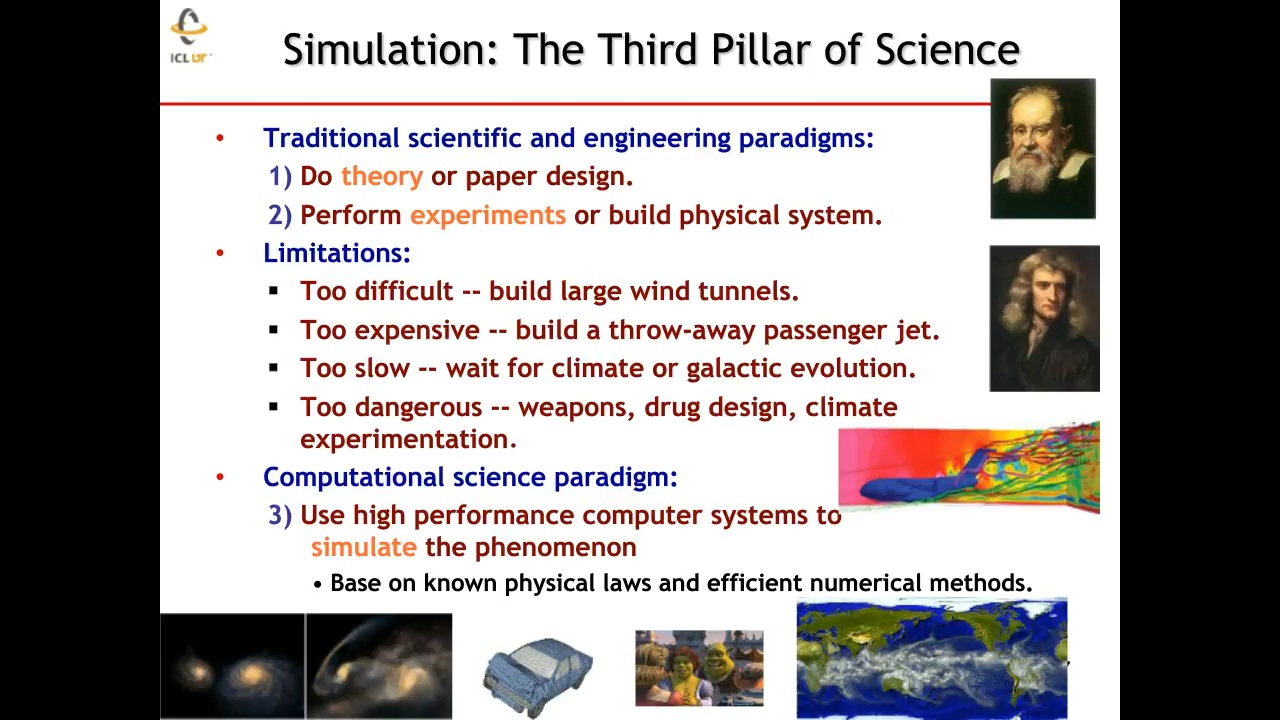 ICL UT
Simulation: The Third Pillar of Science
• Traditional scientific and engineering paradigms:
1) Do theory or paper design.
2) Perform experiments or build physical system.
• Limitations:
▪ Too difficult -- build large wind tunnels.
▪ Too expensive -- build a throw-away passenger jet.
▪ Too slow -- wait for climate or galactic evolution.
▪ Too dangerous -- weapons, drug design, climate
experimentation.
• Computational science paradigm:
3) Use high performance computer systems to
simulate the phenomenon
• Base on known physical laws and efficient numerical methods.